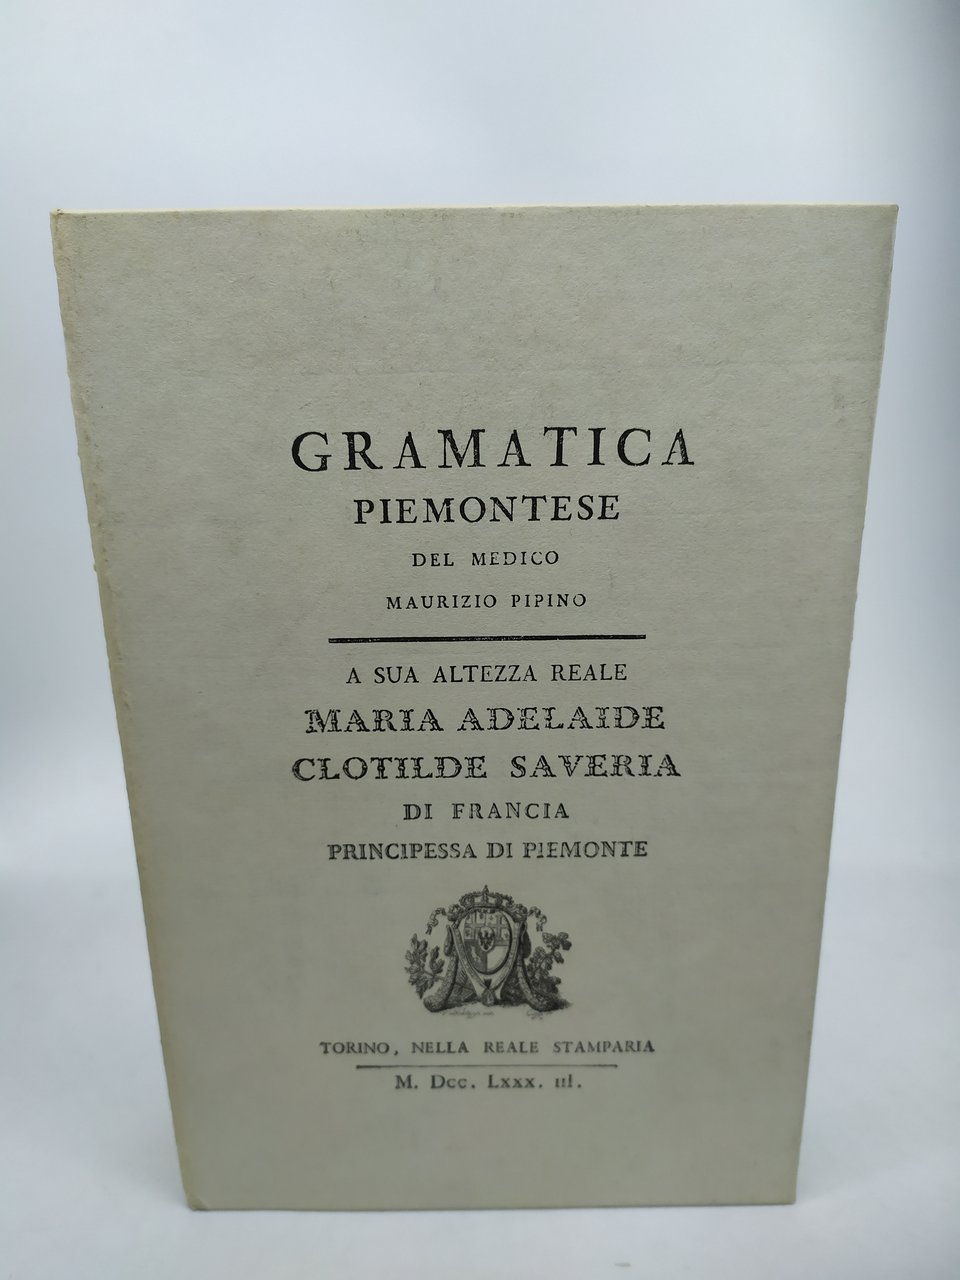 GRAMATICA
PIEMONTESE
DEL MEDICO
MAURIZIO PIPINO
A SUA ALTEZZA REALE
MARIA ADELAIDE
CLOTILDE SAVERIA
DI FRANCIA
PRINCIPESSA DI PIEMONTE
TORINO, NELLA REALE STAMPARIA
M. DCC. LXXX. III.